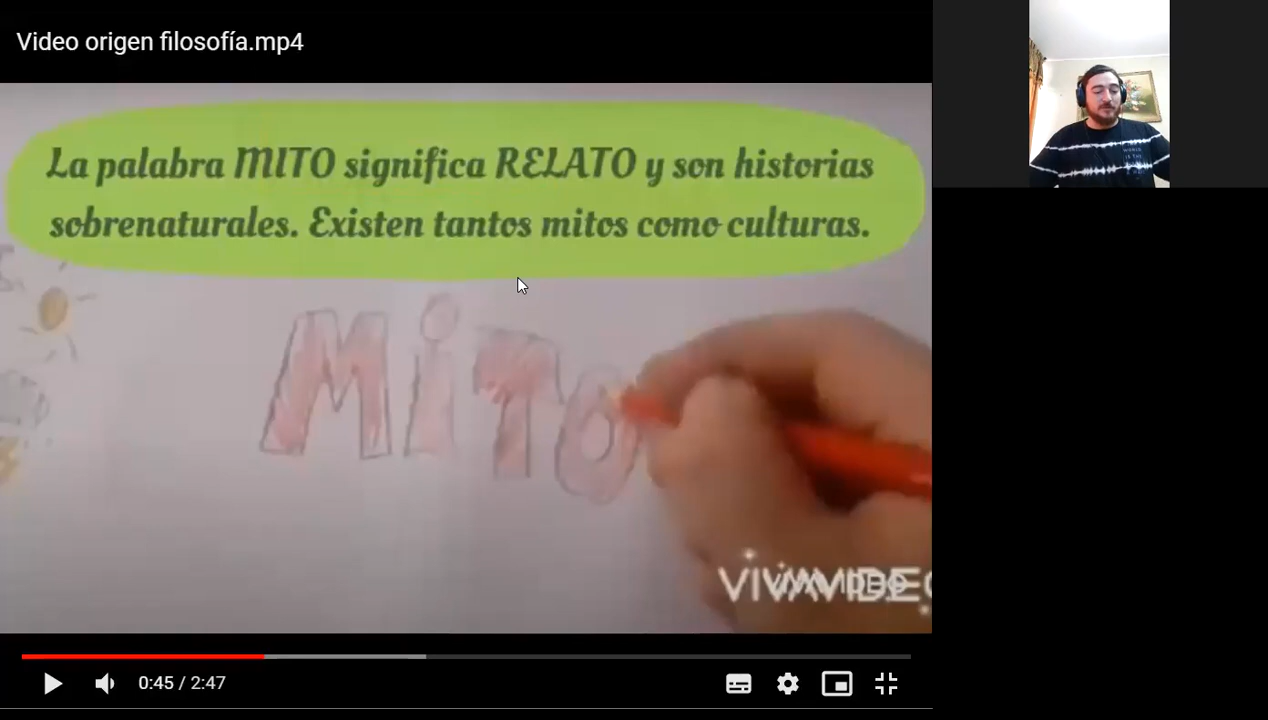 Video origen filosofía.mp4
La palabra MITO significa RELATO y son historias
sobrenaturales. Existen tantos mitos como culturas.
MiTO
VIVAVIDEO
0:45 / 2:47